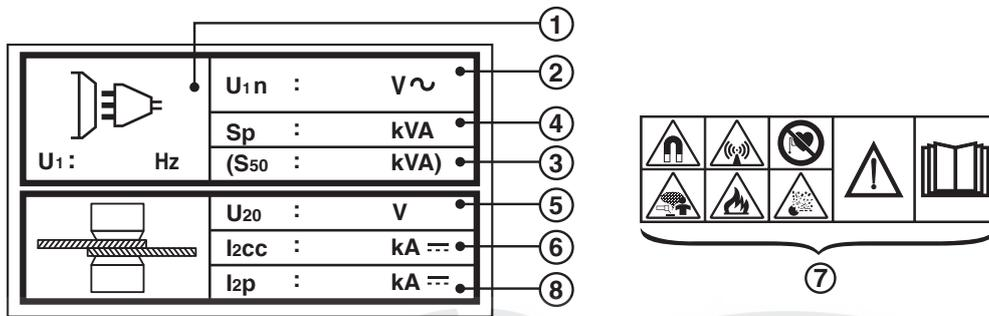 1
2
U1n : V∼
4
Sp : kVA
U1 : Hz
3
(S50 : kVA)
5
U20 : V
6
I2cc : kA
8
I2p : kA
7